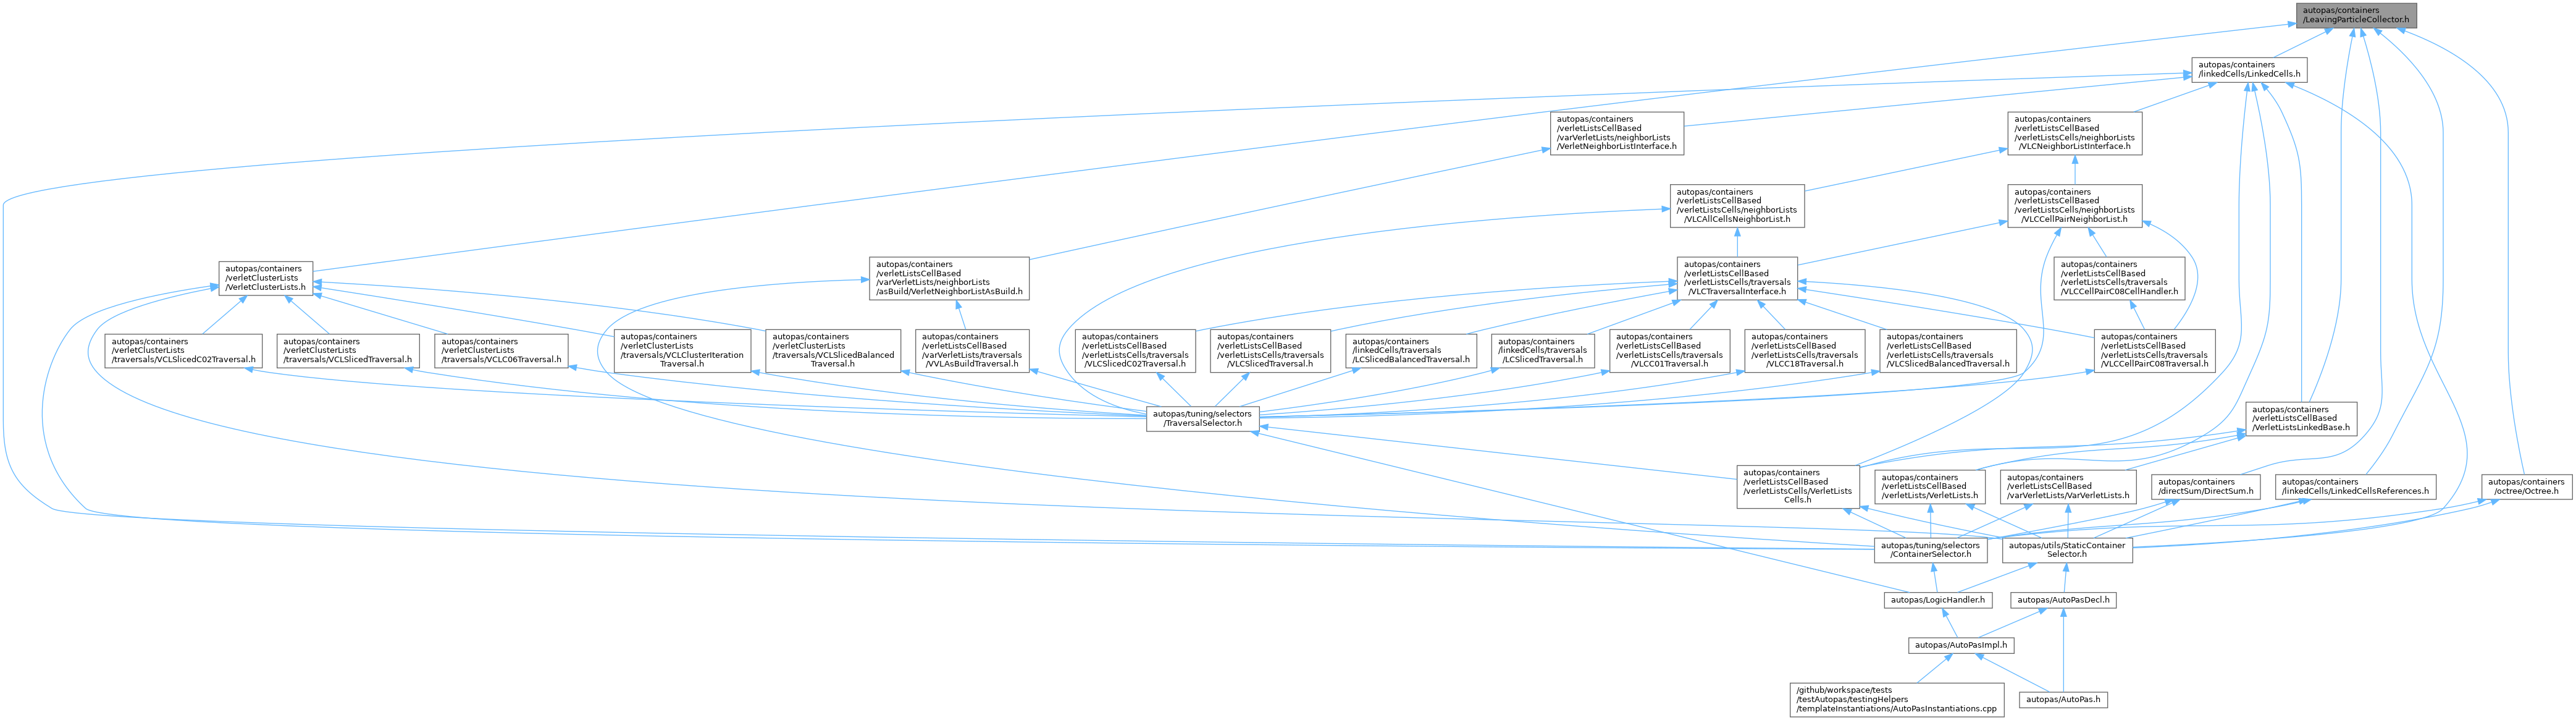 autopas/containers
/LeavingParticleCollector.h
autopas/containers
/linkedCells/LinkedCells.h
autopas/containers
/verletListsCellBased
/varVerletLists/neighborLists
/VerletNeighborListInterface.h
autopas/containers
/verletListsCellBased
/verletListsCells/neighborLists
/VLCNeighborListInterface.h
autopas/containers
/verletListsCellBased
/verletListsCells/neighborLists
/VLCAllCellsNeighborList.h
autopas/containers
/verletListsCellBased
/verletListsCells/neighborLists
/VLCCellPairNeighborList.h
autopas/containers
/verletClusterLists
/VerletClusterLists.h
autopas/containers
/verletListsCellBased
/varVerletLists/neighborLists
/asBuild/VerletNeighborListAsBuild.h
autopas/containers
/verletListsCellBased
/verletListsCells/traversals
/VLCTraversalInterface.h
autopas/containers
/verletListsCellBased
/verletListsCells/traversals
/VLCCellPairC08CellHandler.h
autopas/containers
/verletClusterLists
/traversals/VCLSlicedC02Traversal.h
autopas/containers
/verletClusterLists
/traversals/VCLSlicedTraversal.h
autopas/containers
/verletClusterLists
/traversals/VCLC06Traversal.h
autopas/containers
/verletClusterLists
/traversals/VCLClusterIteration
Traversal.h
autopas/containers
/verletClusterLists
/traversals/VCLSlicedBalanced
Traversal.h
autopas/containers
/verletListsCellBased
/varVerletLists/traversals
/VVLAsBuildTraversal.h
autopas/containers
/verletListsCellBased
/verletListsCells/traversals
/VLCSlicedC02Traversal.h
autopas/containers
/verletListsCellBased
/verletListsCells/traversals
/VLCSlicedTraversal.h
autopas/containers
/linkedCells/traversals
/LCSlicedBalancedTraversal.h
autopas/containers
/linkedCells/traversals
/LCSlicedTraversal.h
autopas/containers
/verletListsCellBased
/verletListsCells/traversals
/VLCC01Traversal.h
autopas/containers
/verletListsCellBased
/verletListsCells/traversals
/VLCC18Traversal.h
autopas/containers
/verletListsCellBased
/verletListsCells/traversals
/VLCSlicedBalancedTraversal.h
autopas/containers
/verletListsCellBased
/verletListsCells/traversals
/VLCCellPairC08Traversal.h
autopas/tuning/selectors
/TraversalSelector.h
autopas/containers
/verletListsCellBased
/VerletListsLinkedBase.h
autopas/containers
/verletListsCellBased
/verletListsCells/VerletLists
Cells.h
autopas/containers
/verletListsCellBased
/verletLists/VerletLists.h
autopas/containers
/verletListsCellBased
/varVerletLists/VarVerletLists.h
autopas/containers
/directSum/DirectSum.h
autopas/containers
/linkedCells/LinkedCellsReferences.h
autopas/containers
/octree/Octree.h
autopas/tuning/selectors
/ContainerSelector.h
autopas/utils/StaticContainer
Selector.h
autopas/LogicHandler.h
autopas/AutoPasDecl.h
autopas/AutoPasImpl.h
/github/workspace/tests
/testAutopas/testingHelpers
/templateInstantiations/AutoPasInstantiations.cpp
autopas/AutoPas.h